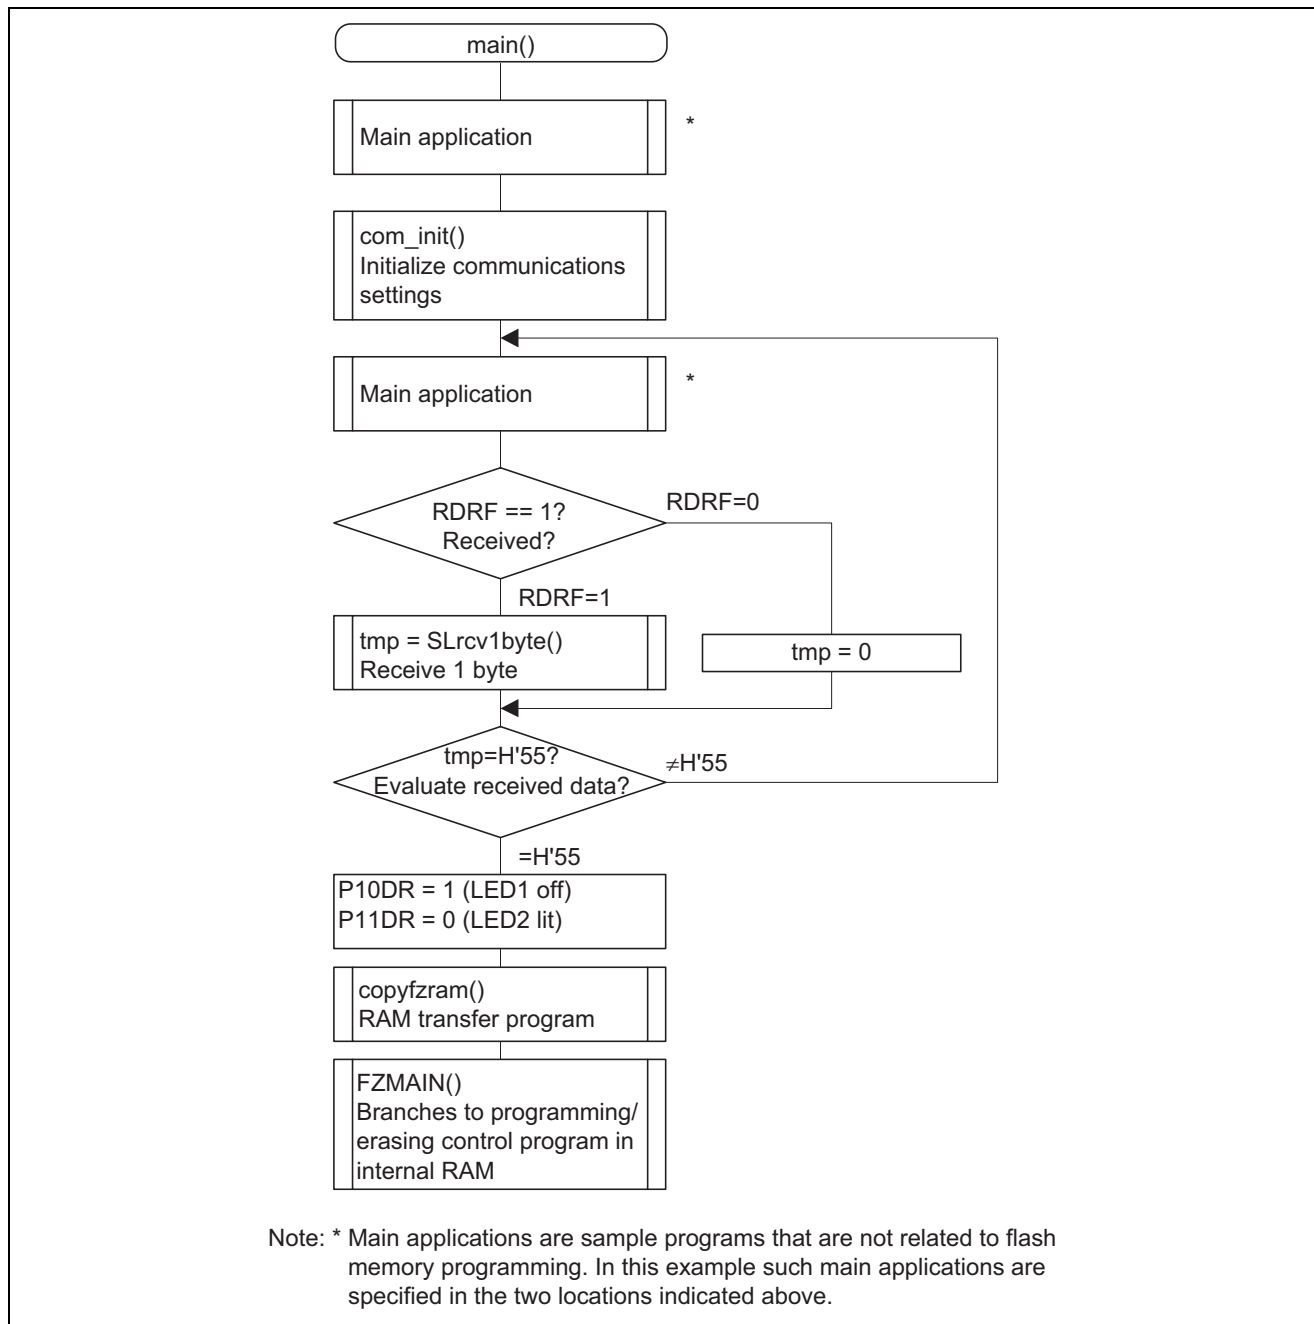 main()
Main application
*
com_init()
Initialize communications
settings
Main application
*
RDRF == 1?
Received?
RDRF=0
RDRF=1
tmp = SLrcv1byte()
Receive 1 byte
tmp = 0
tmp=H'55?
Evaluate received data?
≠H'55
=H'55
P10DR = 1 (LED1 off)
P11DR = 0 (LED2 lit)
copyfzram()
RAM transfer program
FZMAIN()
Branches to programming/
erasing control program in
internal RAM
Note: * Main applications are sample programs that are not related to flash
memory programming. In this example such main applications are
specified in the two locations indicated above.